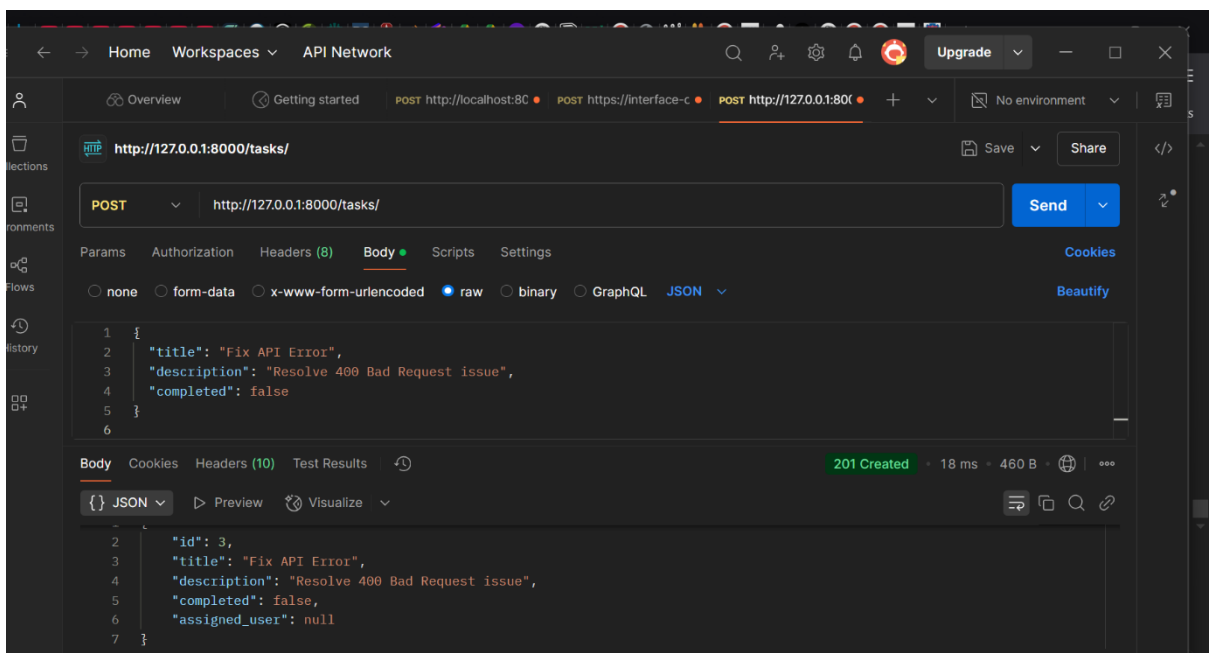 Home Workspaces API Network Upgrade
Overview Getting started POST http://localhost:80 POST https://interface-c POST http://127.0.0.1:800 No environment
HTTP http://127.0.0.1:8000/tasks/ Save Share
POST http://127.0.0.1:8000/tasks/ Send
Params Authorization Headers (8) Body Scripts Settings Cookies
none form-data x-www-form-urlencoded raw binary GraphQL JSON Beautify
llections
ronments
Flows
History
1 {
2 "title": "Fix API Error",
3 "description": "Resolve 400 Bad Request issue",
4 "completed": false
5 }
6
Body Cookies Headers (10) Test Results 201 Created • 18 ms • 460 B
{} JSON Preview Visualize
2 "id": 3,
3 "title": "Fix API Error",
4 "description": "Resolve 400 Bad Request issue",
5 "completed": false,
6 "assigned_user": null
7 }